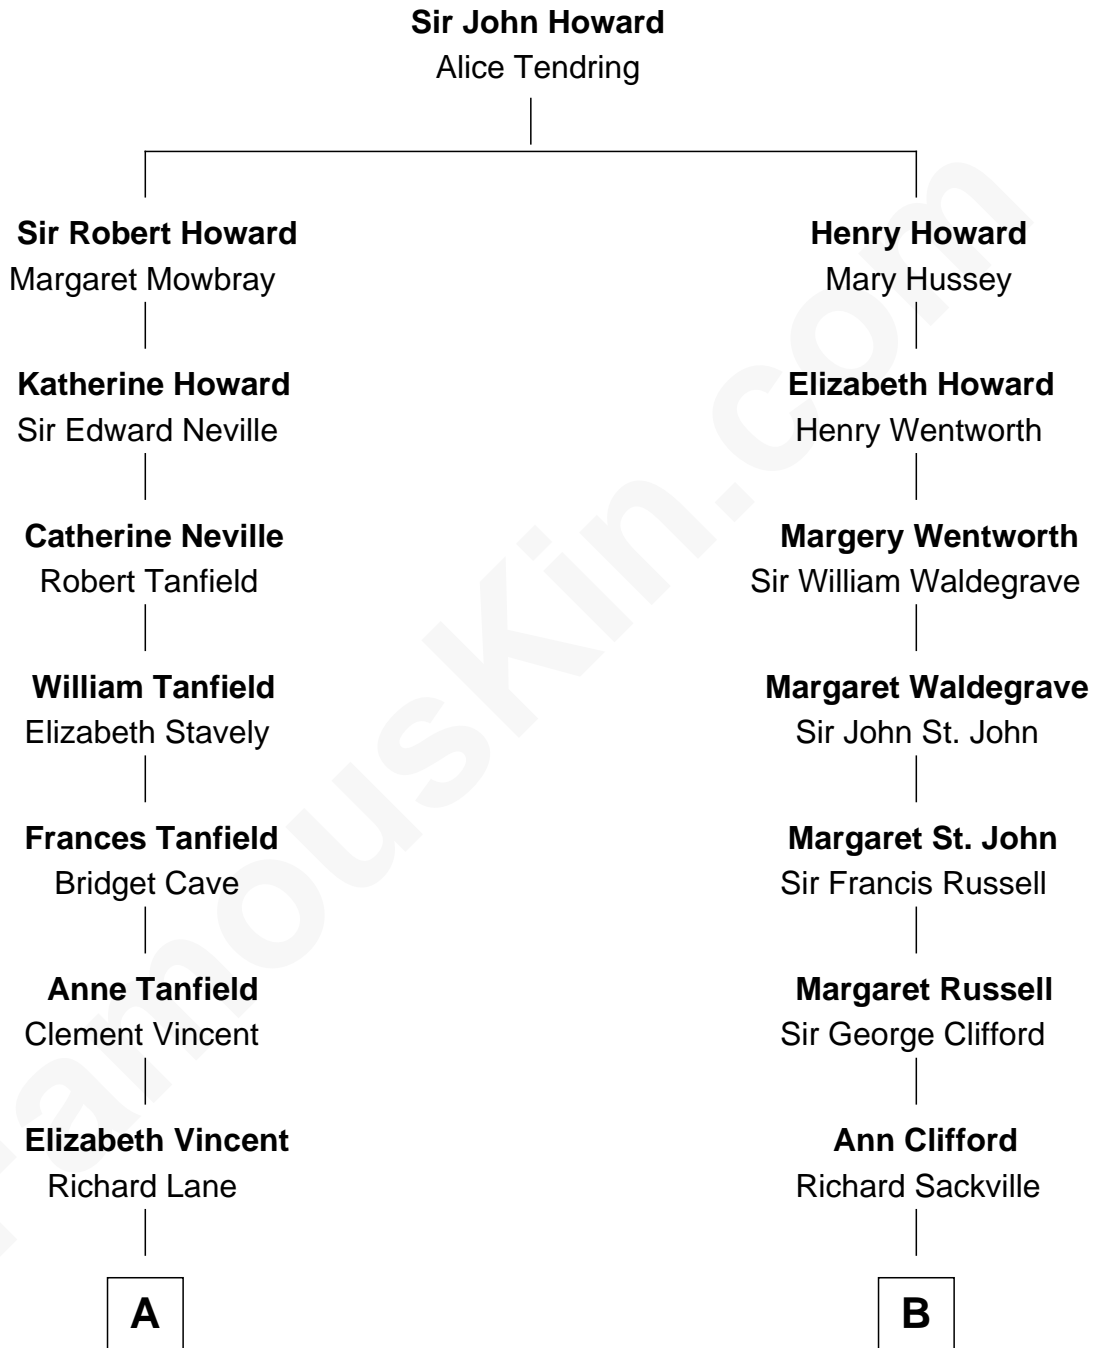 Sir John Howard
Alice Tendring
Sir Robert Howard
Margaret Mowbray
Henry Howard
Mary Hussey
Katherine Howard
Sir Edward Neville
Elizabeth Howard
Henry Wentworth
Catherine Neville
Robert Tanfield
Margery Wentworth
Sir William Waldegrave
William Tanfield
Elizabeth Stavely
Margaret Waldegrave
Sir John St. John
Frances Tanfield
Bridget Cave
Margaret St. John
Sir Francis Russell
Anne Tanfield
Clement Vincent
Margaret Russell
Sir George Clifford
Elizabeth Vincent
Richard Lane
Ann Clifford
Richard Sackville
A
B
FamousKin.com